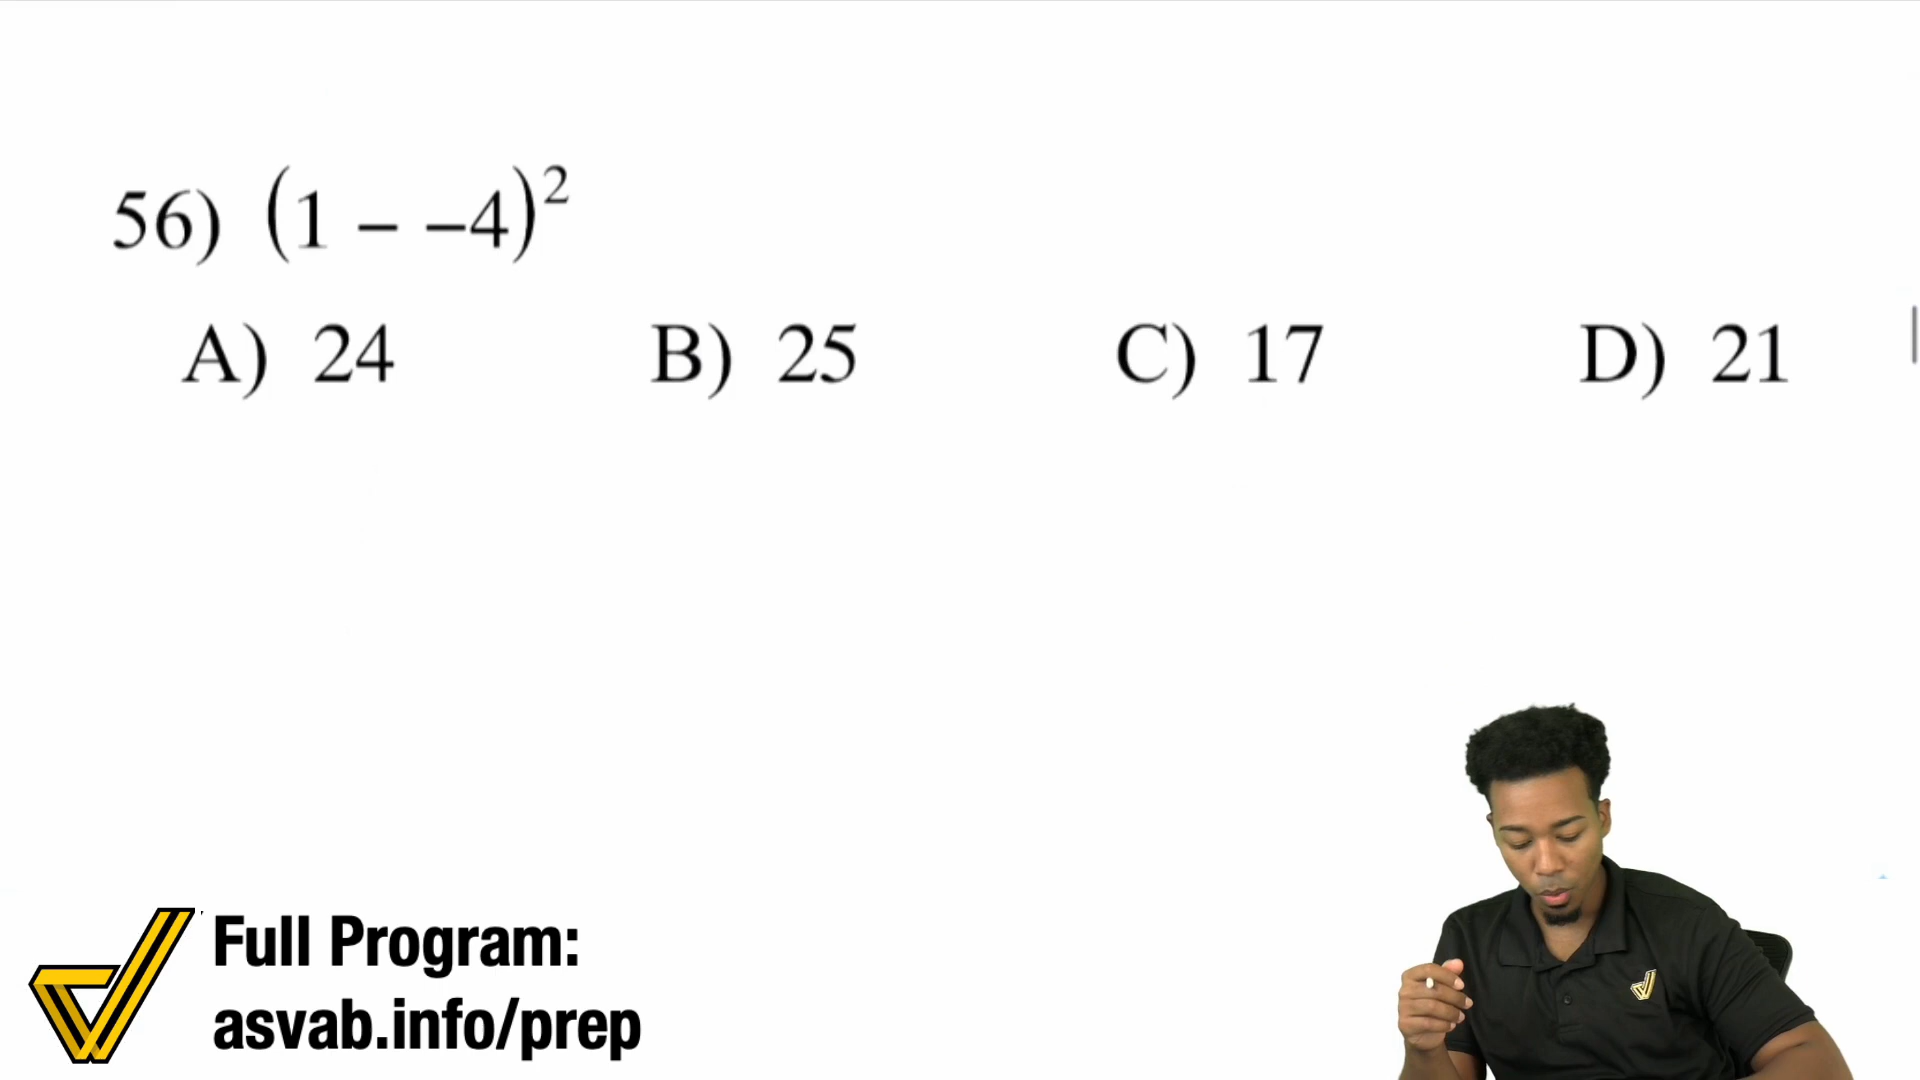 56) (1 – –4)²
A) 24 B) 25 C) 17 D) 21
Full Program:
asvab.info/prep